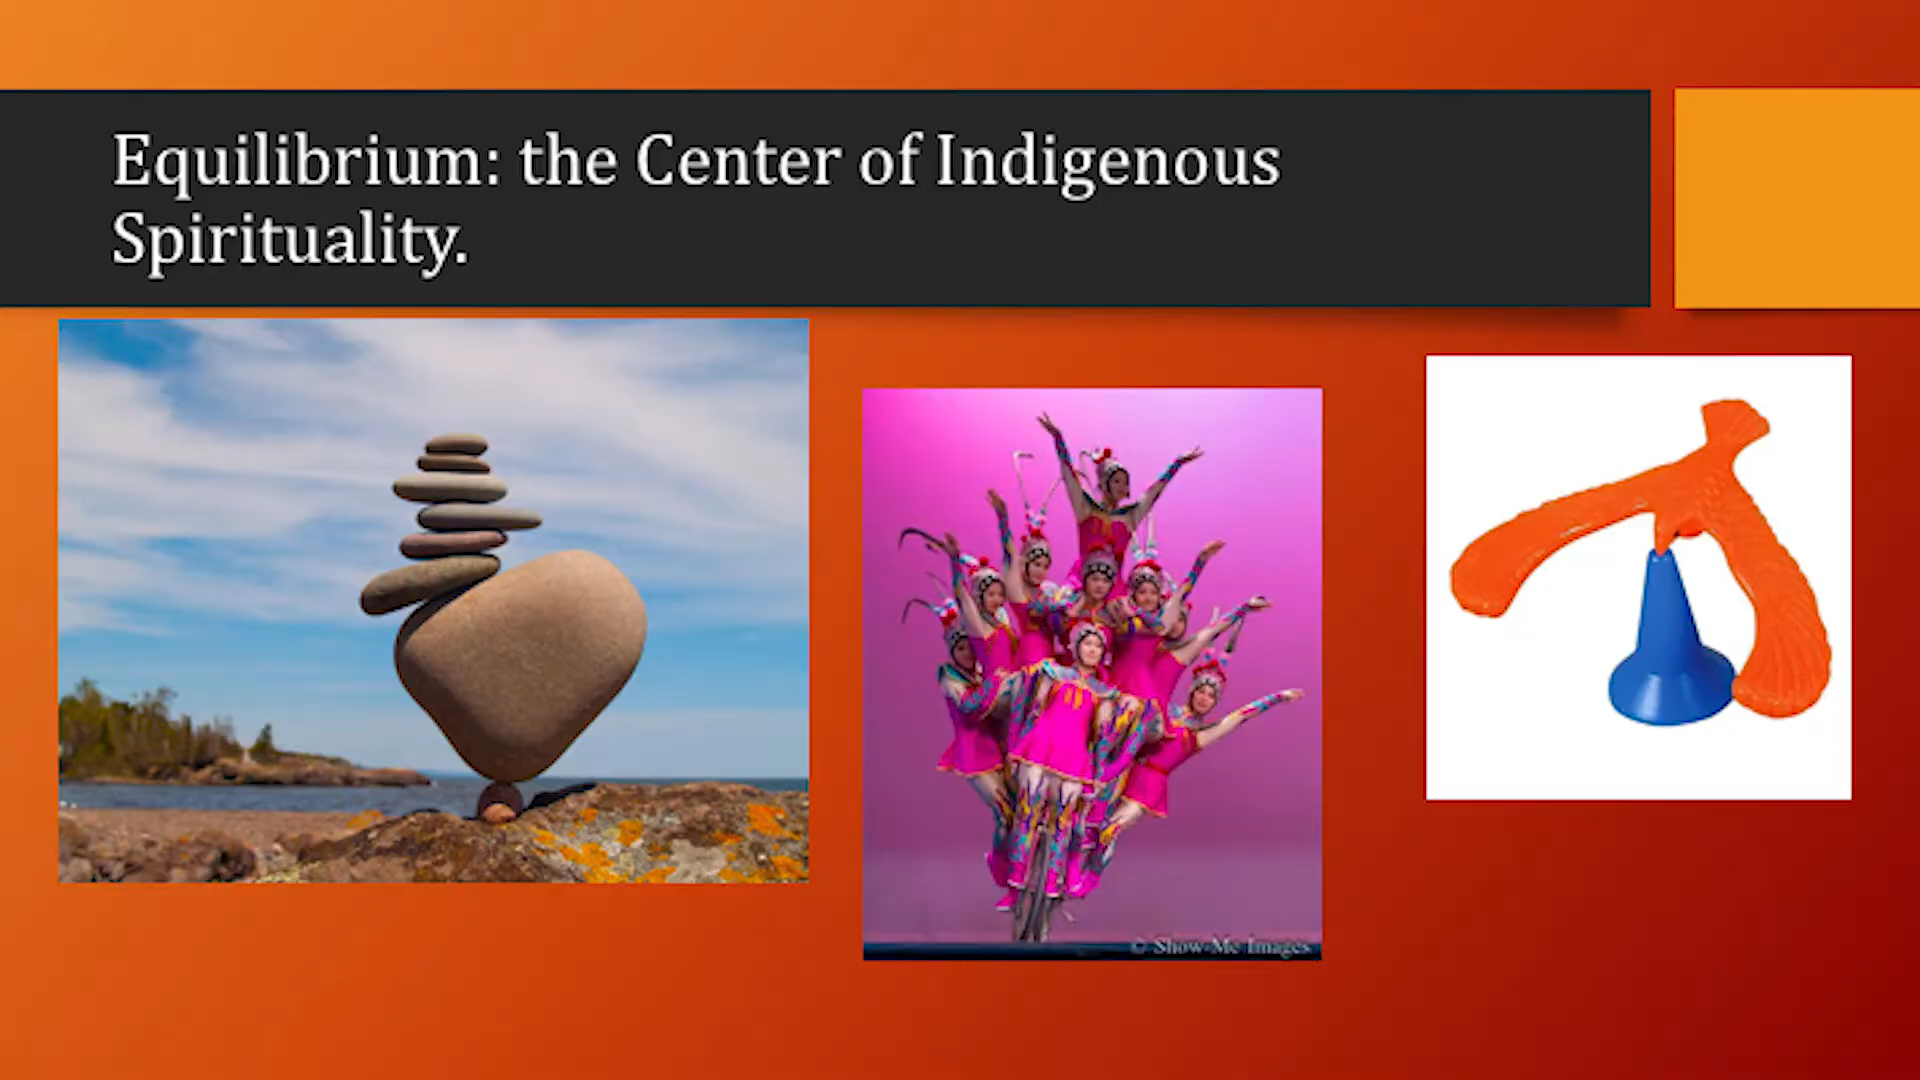 Equilibrium: the Center of Indigenous
Spirituality.
© Show-Me Images